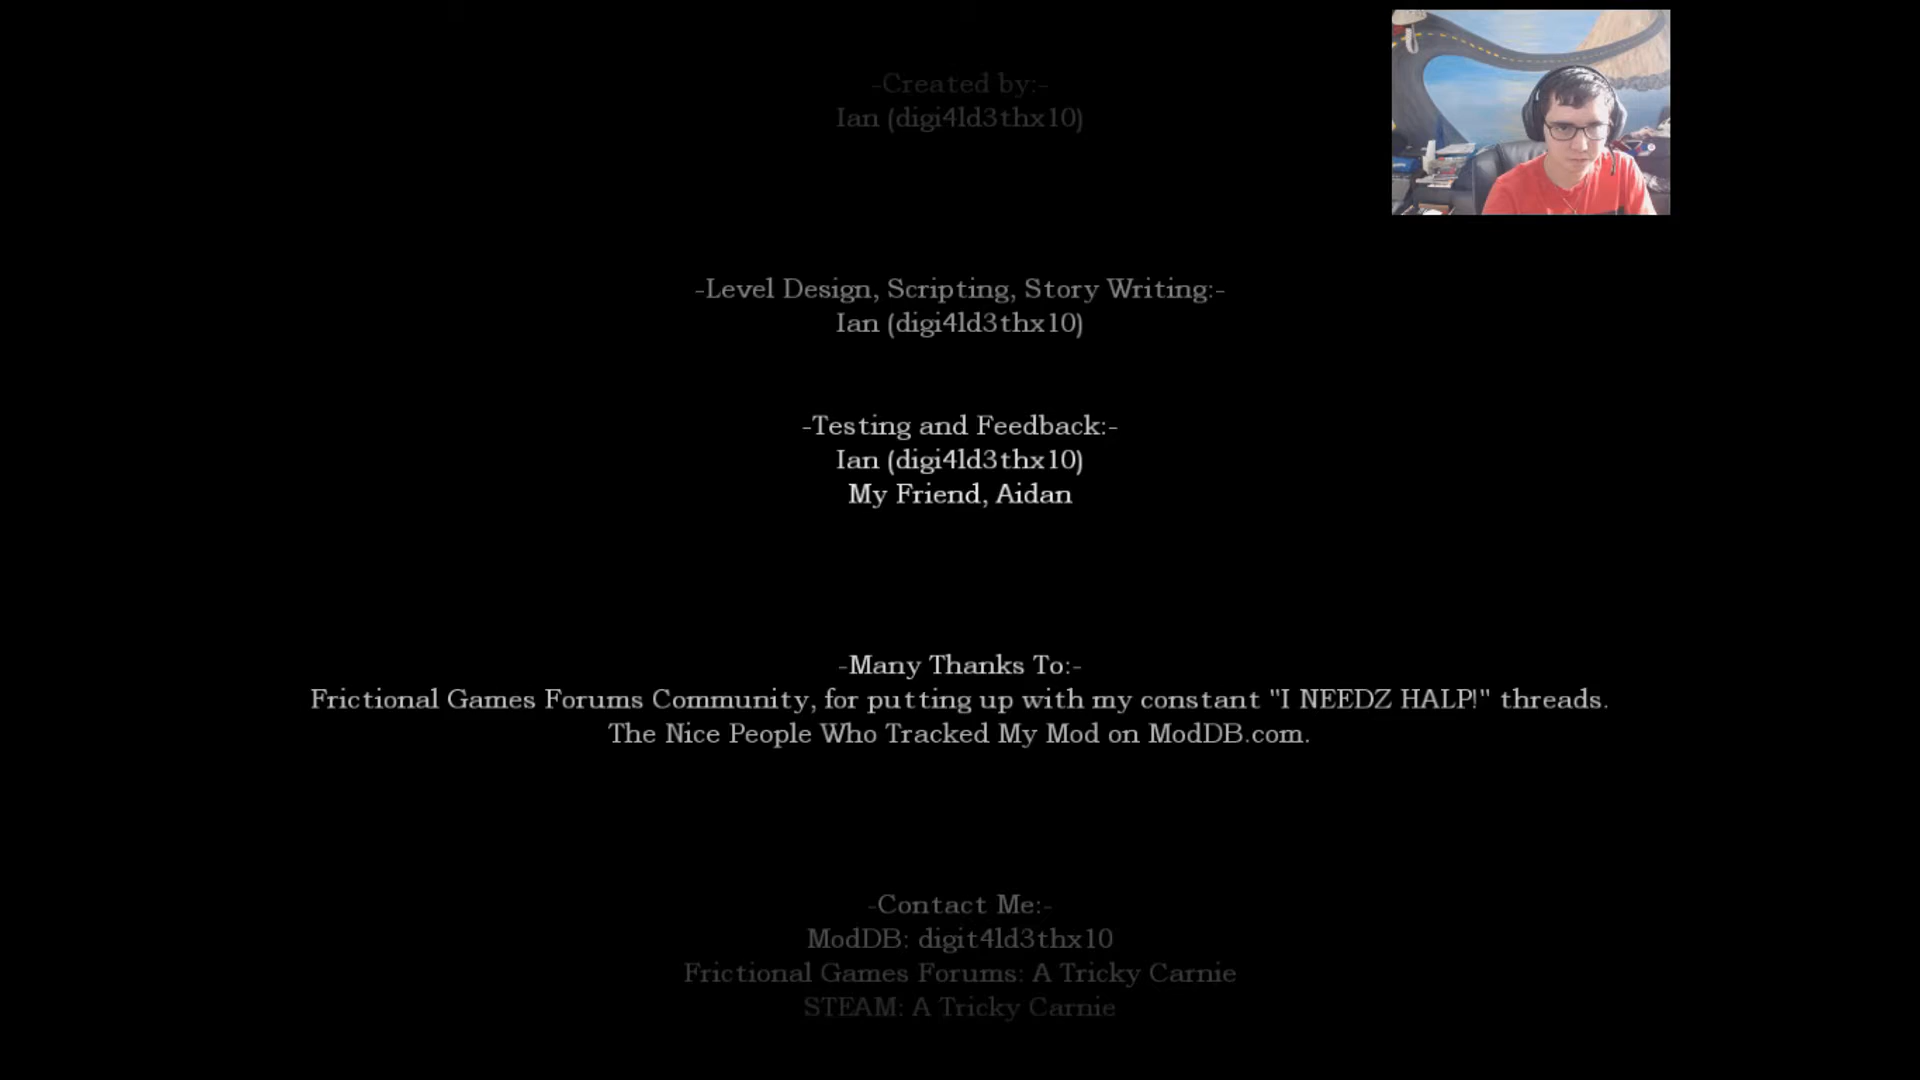 -Created by:-
Ian (digi4ld3thx10)
-Level Design, Scripting, Story Writing:-
Ian (digi4ld3thx10)
-Testing and Feedback:-
Ian (digi4ld3thx10)
My Friend, Aidan
-Many Thanks To:-
Frictional Games Forums Community, for putting up with my constant "I NEEDZ HALP!" threads.
The Nice People Who Tracked My Mod on ModDB.com.
-Contact Me:-
ModDB: digit4ld3thx10
Frictional Games Forums: A Tricky Carnie
STEAM: A Tricky Carnie